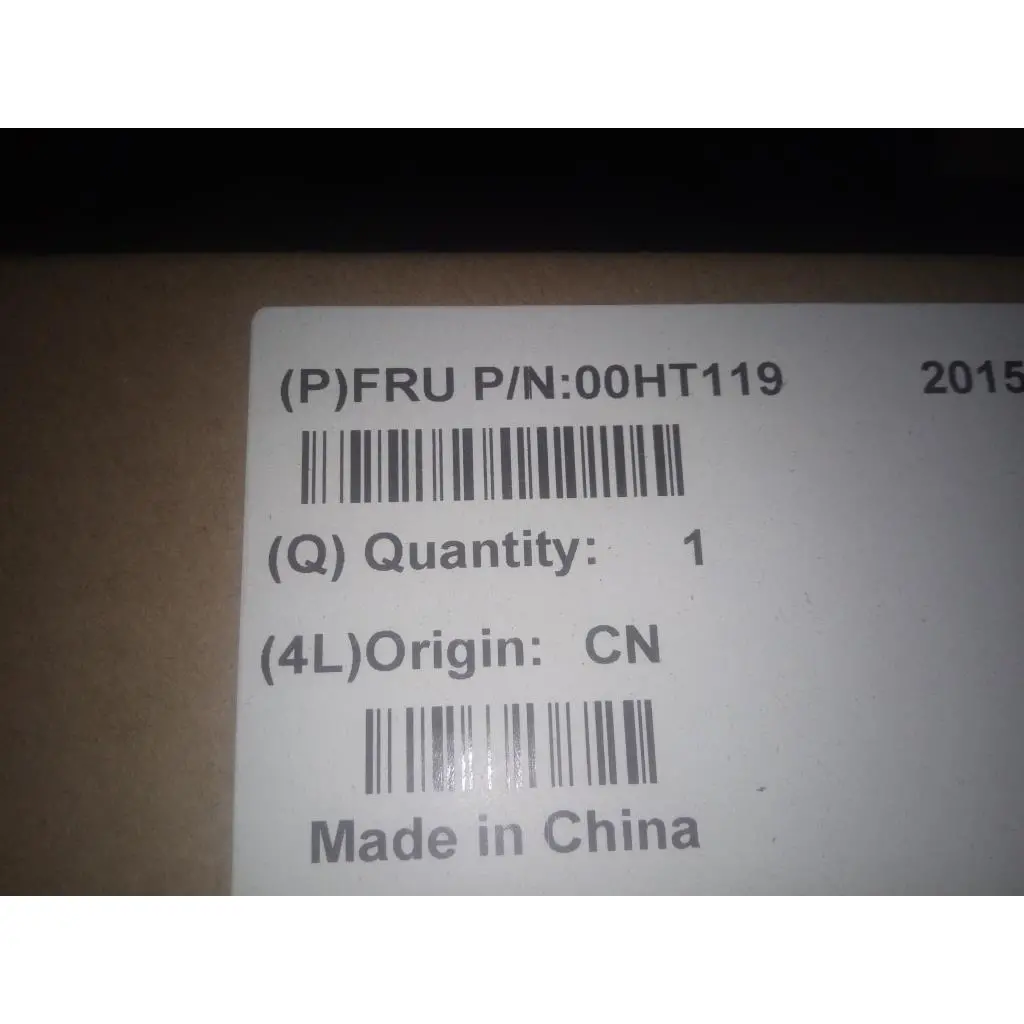 (P)FRU P/N:00HT119 2015
(Q) Quantity: 1
(4L)Origin: CN
Made in China